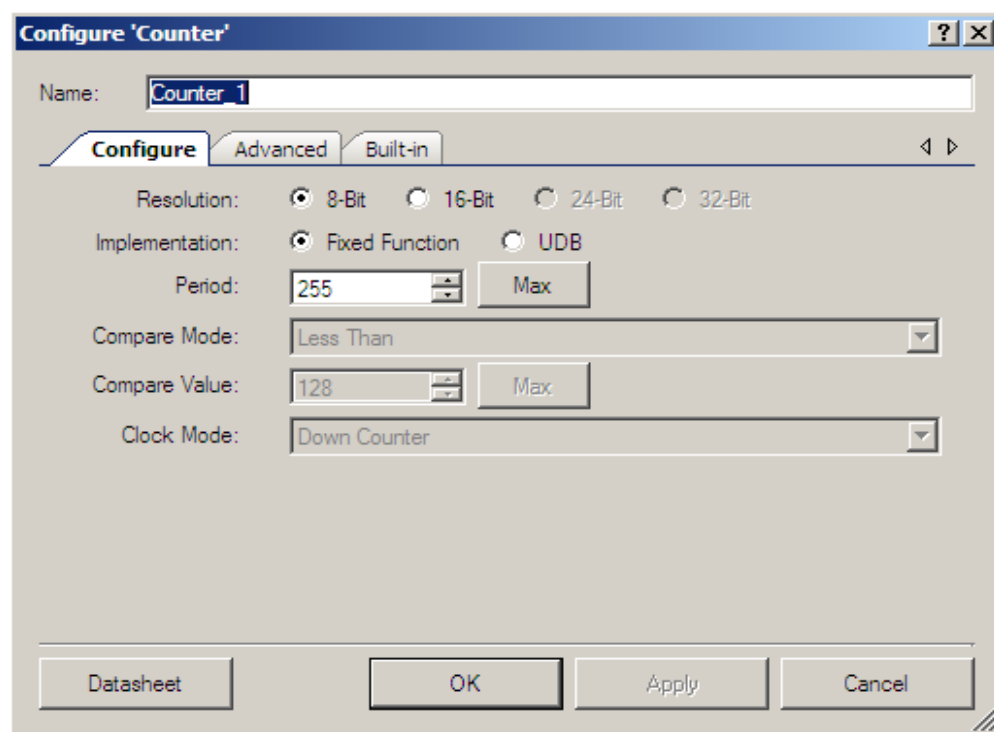 Configure 'Counter'
Name: Counter_1
Configure Advanced Built-in
Resolution: 8-Bit 16-Bit 24-Bit 32-Bit
Implementation: Fixed Function UDB
Period: 255 Max
Compare Mode: Less Than
Compare Value: 128 Max
Clock Mode: Down Counter
Datasheet OK Apply Cancel